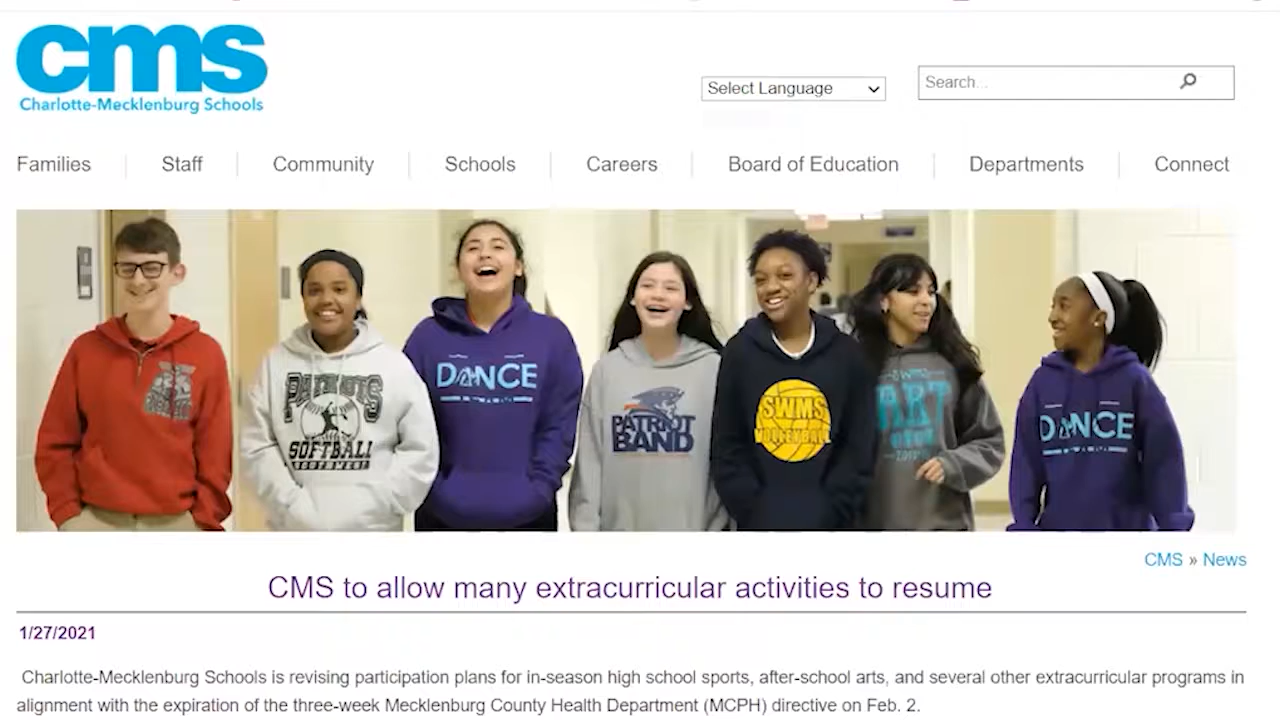 cms
Charlotte-Mecklenburg Schools
Select Language
Search...
Families
Staff
Community
Schools
Careers
Board of Education
Departments
Connect
PATRIOTS
SOFTBALL
SOUTHWEST
DANCE
PATRIOT
BAND
SWMS
VOLLEYBALL
ART
DANCE
CMS » News
CMS to allow many extracurricular activities to resume
1/27/2021
Charlotte-Mecklenburg Schools is revising participation plans for in-season high school sports, after-school arts, and several other extracurricular programs in
alignment with the expiration of the three-week Mecklenburg County Health Department (MCPH) directive on Feb. 2.